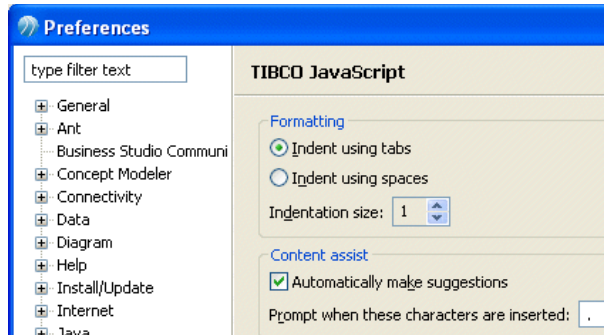 Preferences
type filter text
General
Ant
Business Studio Communi
Concept Modeler
Connectivity
Data
Diagram
Help
Install/Update
Internet
Java
TIBCO JavaScript
Formatting
Indent using tabs
Indent using spaces
Indentation size: 1
Content assist
Automatically make suggestions
Prompt when these characters are inserted: .